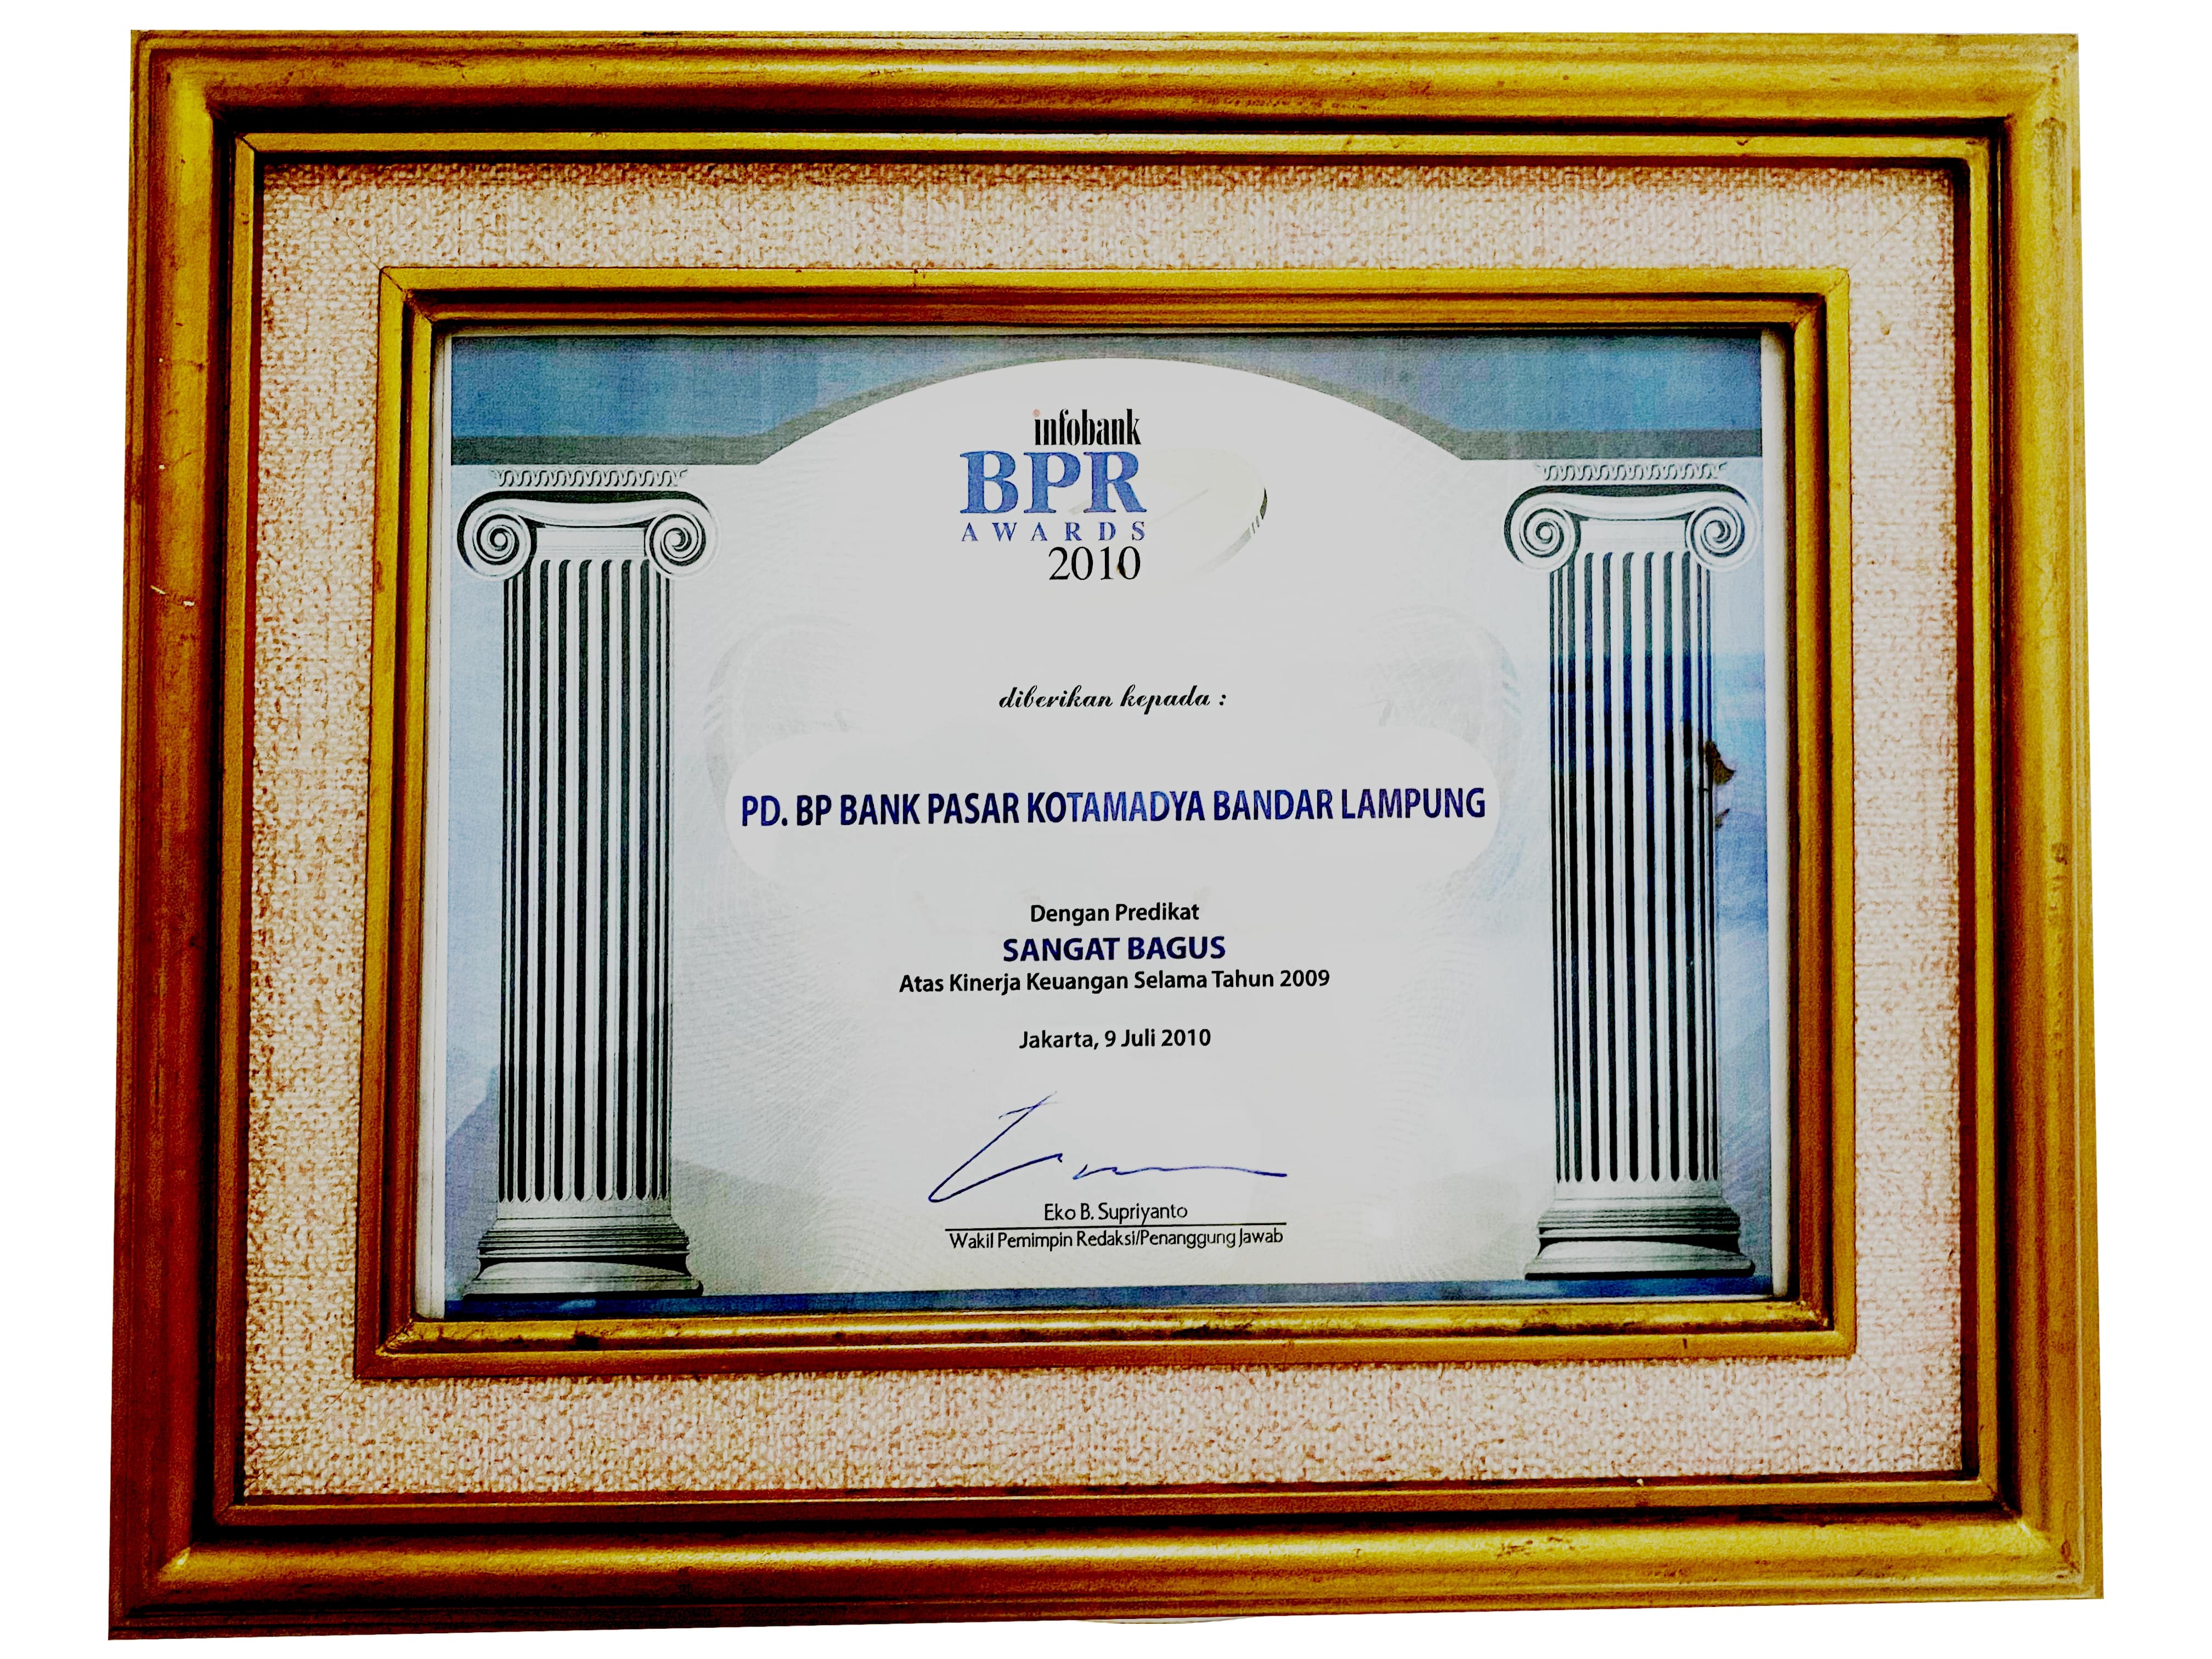 infobank
BPR
AWARDS
2010
diberikan kepada :
PD. BP BANK PASAR KOTAMADYA BANDAR LAMPUNG
Dengan Predikat
SANGAT BAGUS
Atas Kinerja Keuangan Selama Tahun 2009
Jakarta, 9 Juli 2010
Eko B. Supriyanto
Wakil Pemimpin Redaksi/Penanggung Jawab